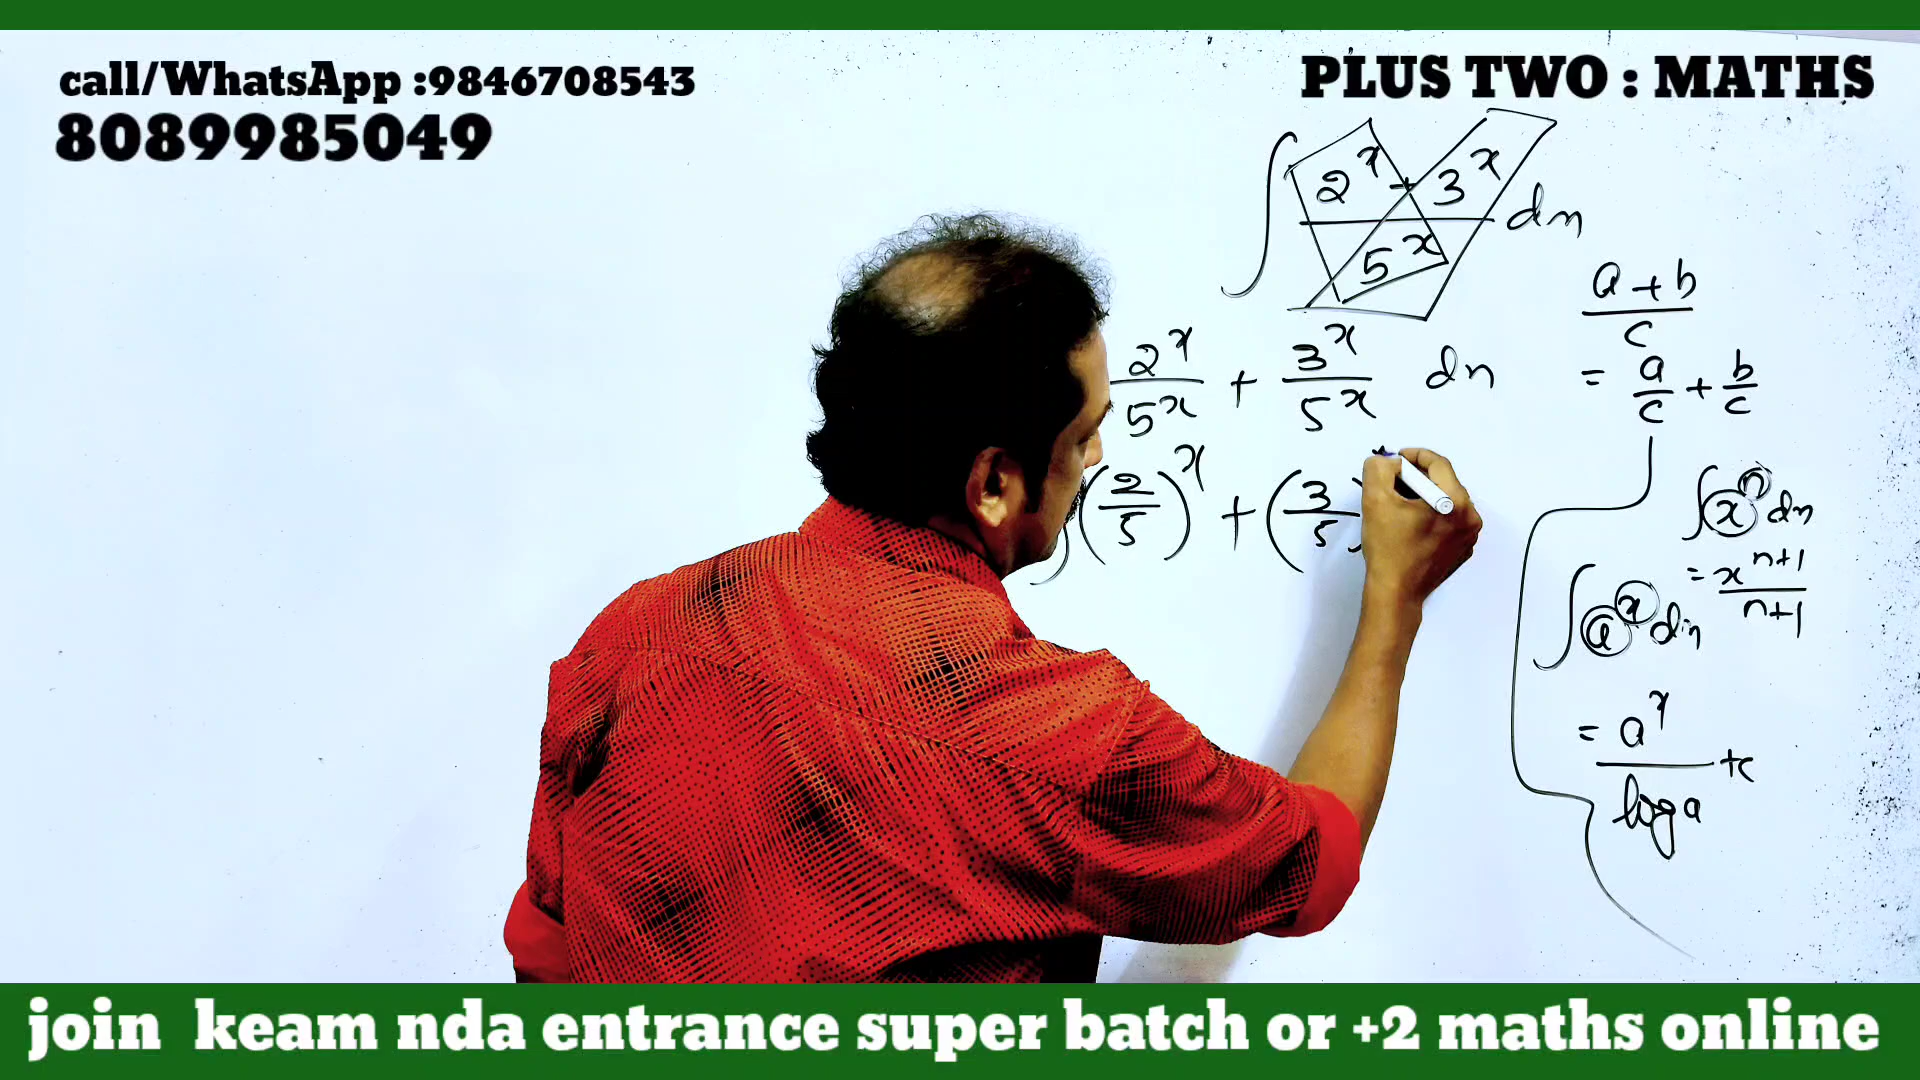 call/WhatsApp :9846708543
8089985049
PLUS TWO : MATHS
∫ (2^x + 3^x)/5^x dx
2^x/5^x + 3^x/5^x dx
∫ (2/5)^x + (3/5)
(a+b)/c
= a/c + b/c
∫ x^n dx
= x^(n+1)/(n+1)
∫ a^x dx
= a^x/log a +c
join keam nda entrance super batch or +2 maths online